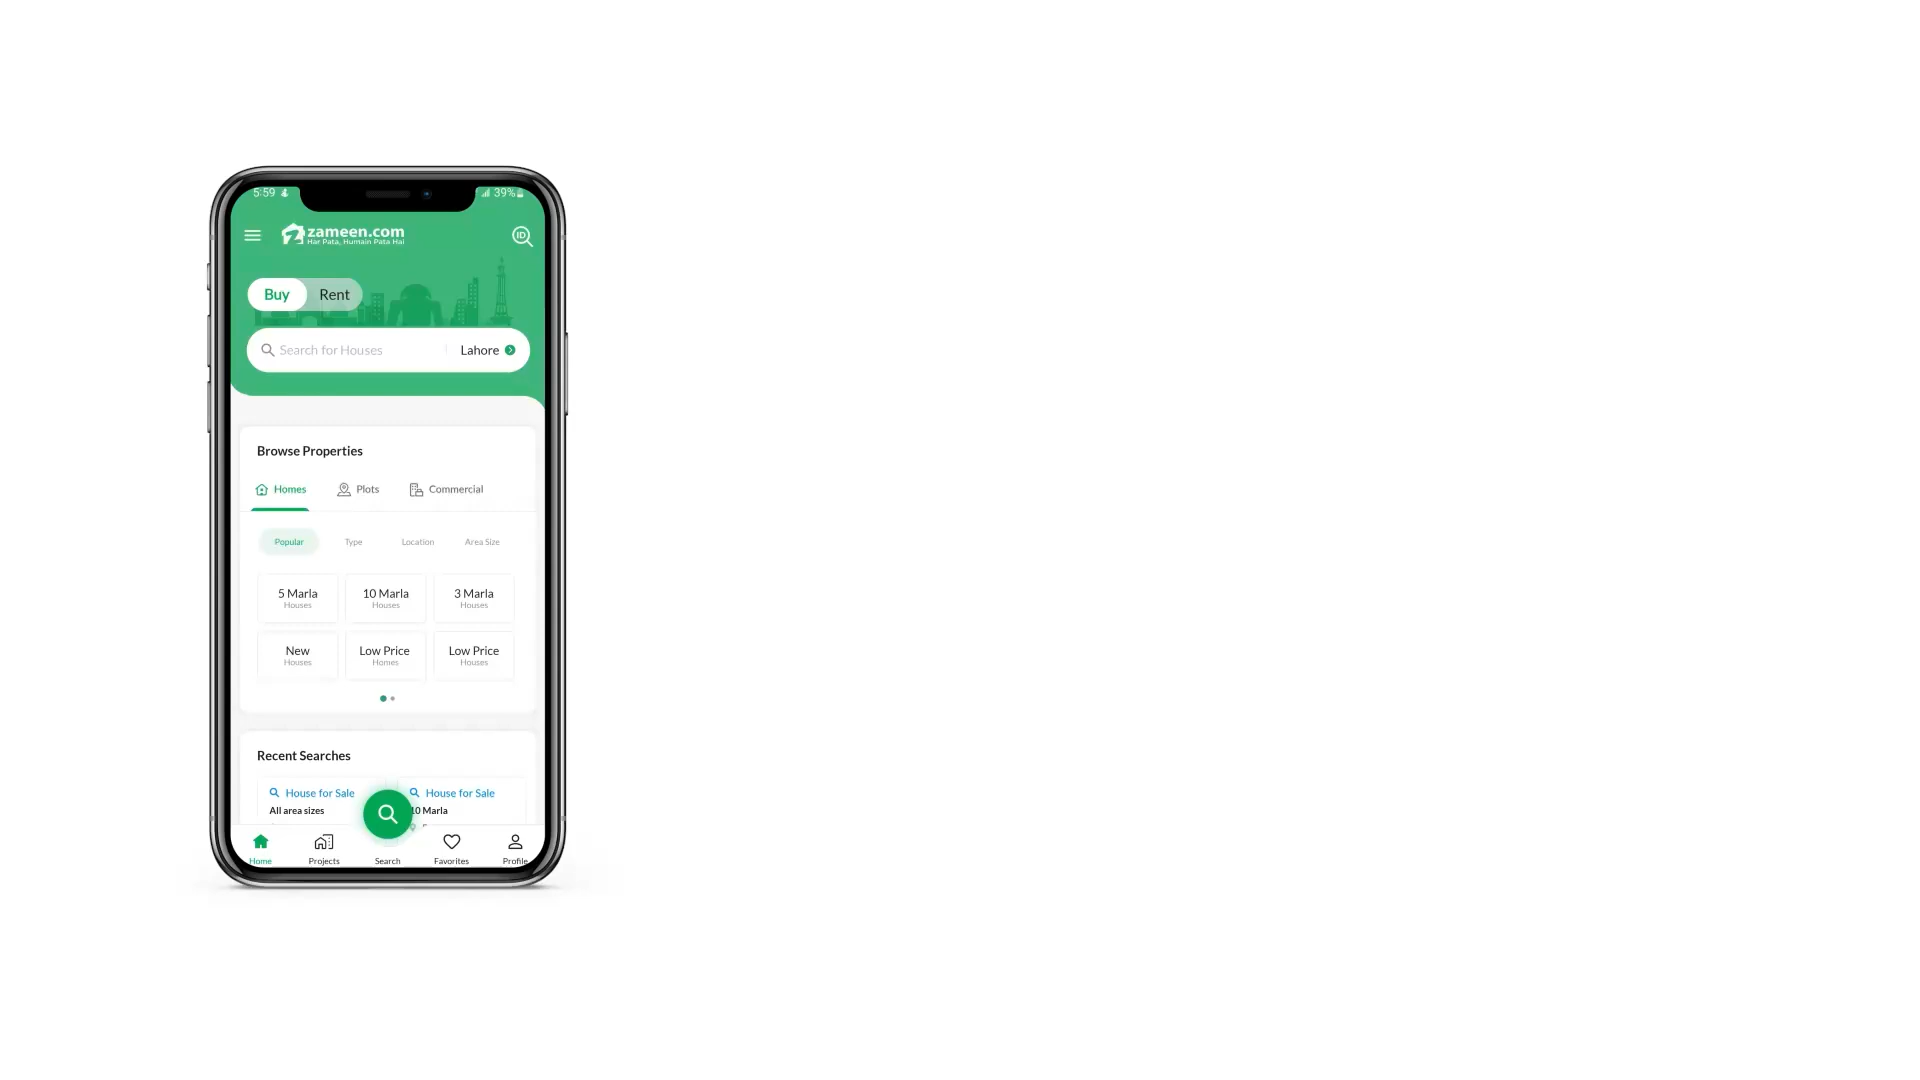 5:59 39%
zameen.com
Har Pata, Humain Pata Hai
ID
Buy Rent
Search for Houses Lahore
Browse Properties
Homes Plots Commercial
Popular Type Location Area Size
5 Marla 10 Marla 3 Marla
Houses Houses Houses
New Low Price Low Price
Houses Homes Houses
Recent Searches
House for Sale House for Sale
All area sizes 10 Marla
Home Projects Search Favorites Profile